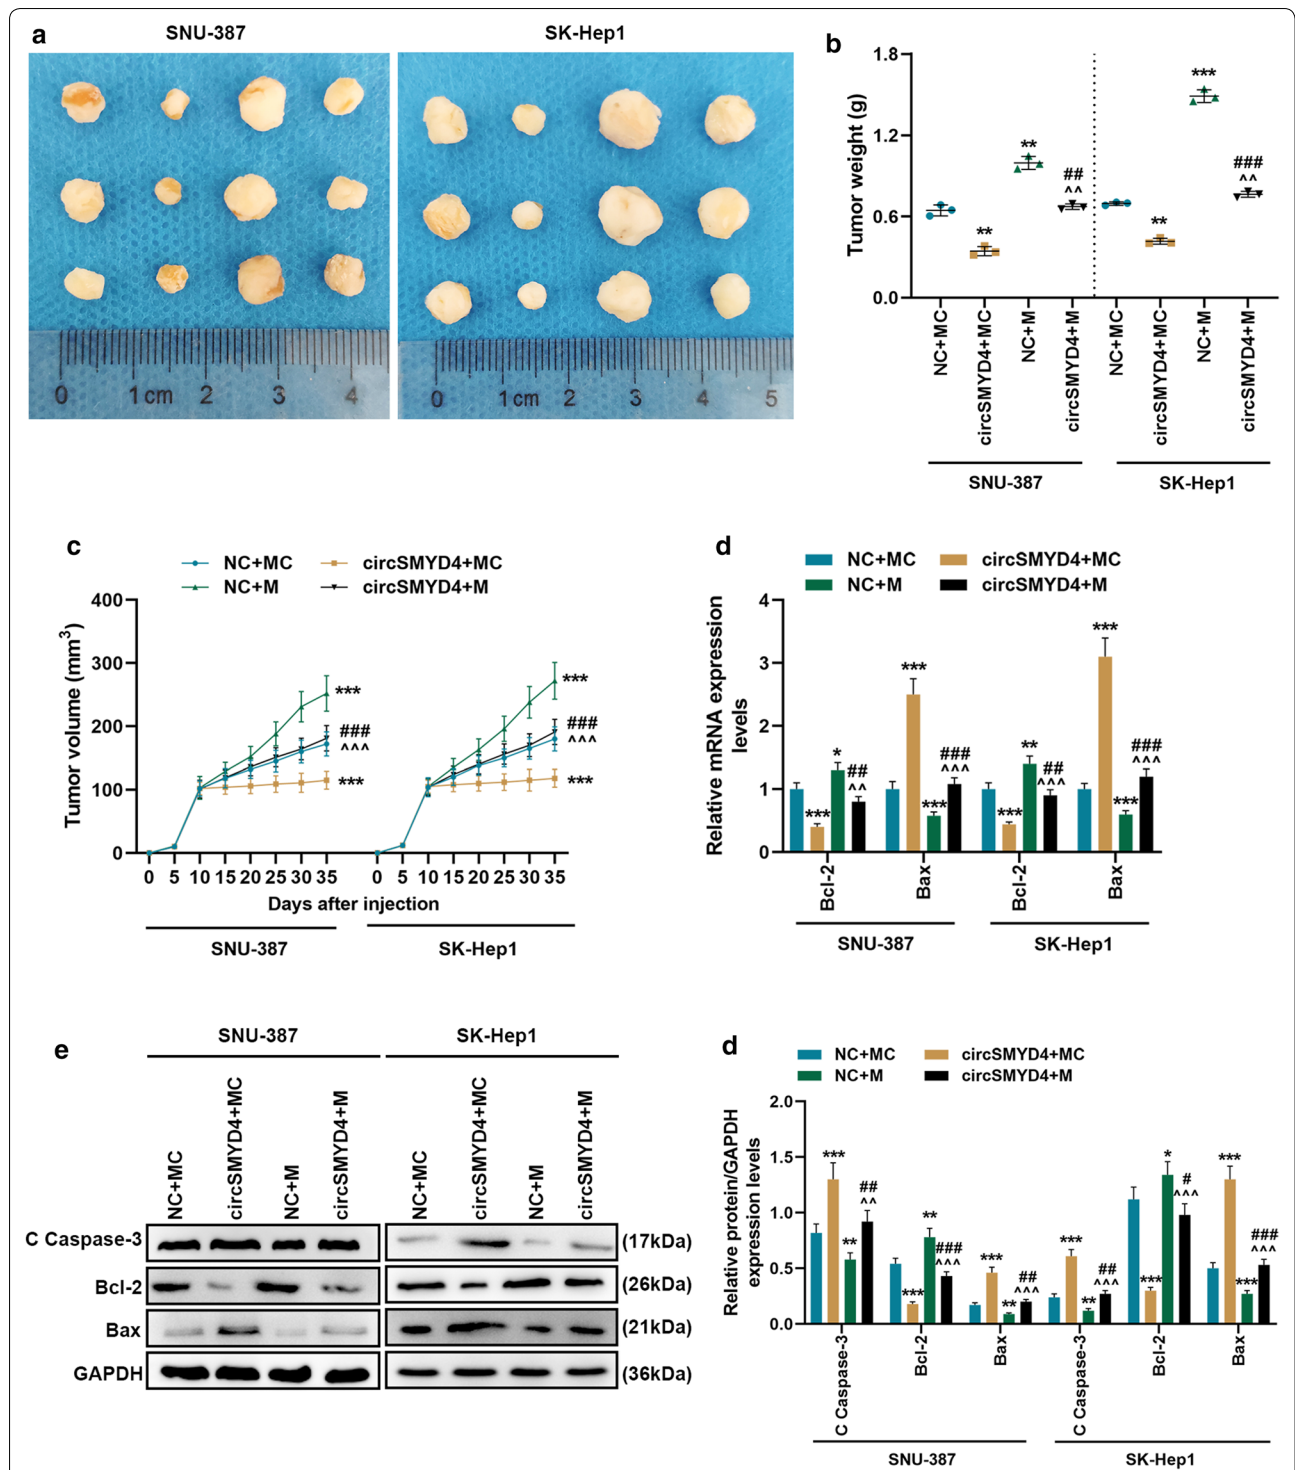 a
SNU-387
SK-Hep1
0 1cm 2 3 4
0 1cm 2 3 4 5
b
Tumor weight (g)
1.8
1.2
0.6
0.0
**
**
##
^^
***
**
###
^^
NC+MC
circSMYD4+MC
NC+M
circSMYD4+M
NC+MC
circSMYD4+MC
NC+M
circSMYD4+M
SNU-387
SK-Hep1
c
NC+MC
circSMYD4+MC
NC+M
circSMYD4+M
Tumor volume (mm³)
400
300
200
100
0
***
###
^^^
***
***
###
^^^
***
0 5 10 15 20 25 30 35
0 5 10 15 20 25 30 35
Days after injection
SNU-387
SK-Hep1
d
NC+MC
circSMYD4+MC
NC+M
circSMYD4+M
Relative mRNA expression
levels
4
3
2
1
0
***
*
##
^^
***
***
###
^^^
***
**
##
^^^
***
***
###
^^^
Bcl-2
Bax
Bcl-2
Bax
SNU-387
SK-Hep1
e
SNU-387
SK-Hep1
NC+MC
circSMYD4+MC
NC+M
circSMYD4+M
NC+MC
circSMYD4+MC
NC+M
circSMYD4+M
C Caspase-3
(17kDa)
Bcl-2
(26kDa)
Bax
(21kDa)
GAPDH
(36kDa)
d
NC+MC
circSMYD4+MC
NC+M
circSMYD4+M
Relative protein/GAPDH
expression levels
2.0
1.5
1.0
0.5
0.0
***
**
##
^^
***
**
###
^^^
***
**
##
^^^
***
**
##
^^^
***
*
#
^^^
***
***
###
^^^
C Caspase-3
Bcl-2
Bax
C Caspase-3
Bcl-2
Bax
SNU-387
SK-Hep1